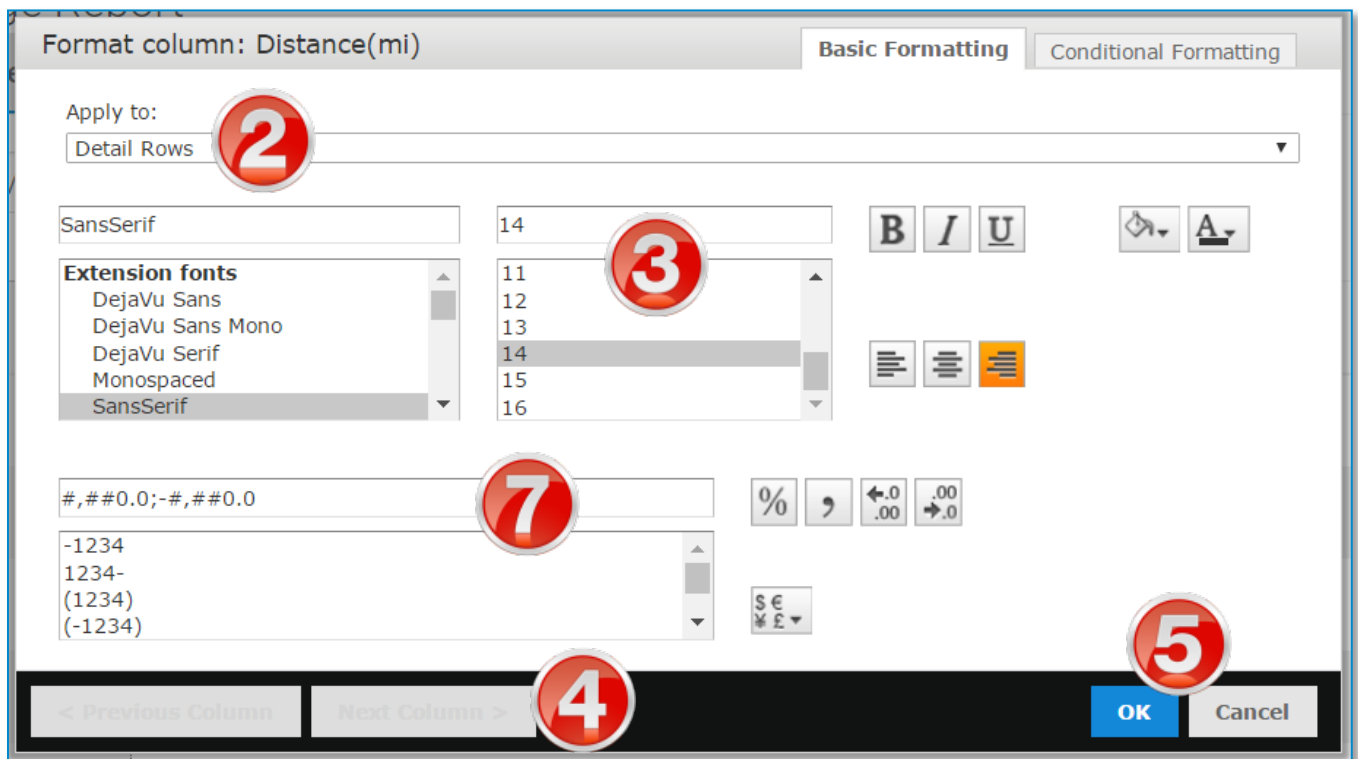 Format column: Distance(mi)
Basic Formatting
Conditional Formatting
Apply to:
2
Detail Rows
SansSerif
14
3
B I U
A
Extension fonts
DejaVu Sans
DejaVu Sans Mono
DejaVu Serif
Monospaced
SansSerif
11
12
13
14
15
16
#,##0.0;-#,##0.0
7
% , .0 .00 .00 .0
-1234
1234-
(1234)
(-1234)
$ € ¥ £
5
< Previous Column
Next Column >
4
OK
Cancel